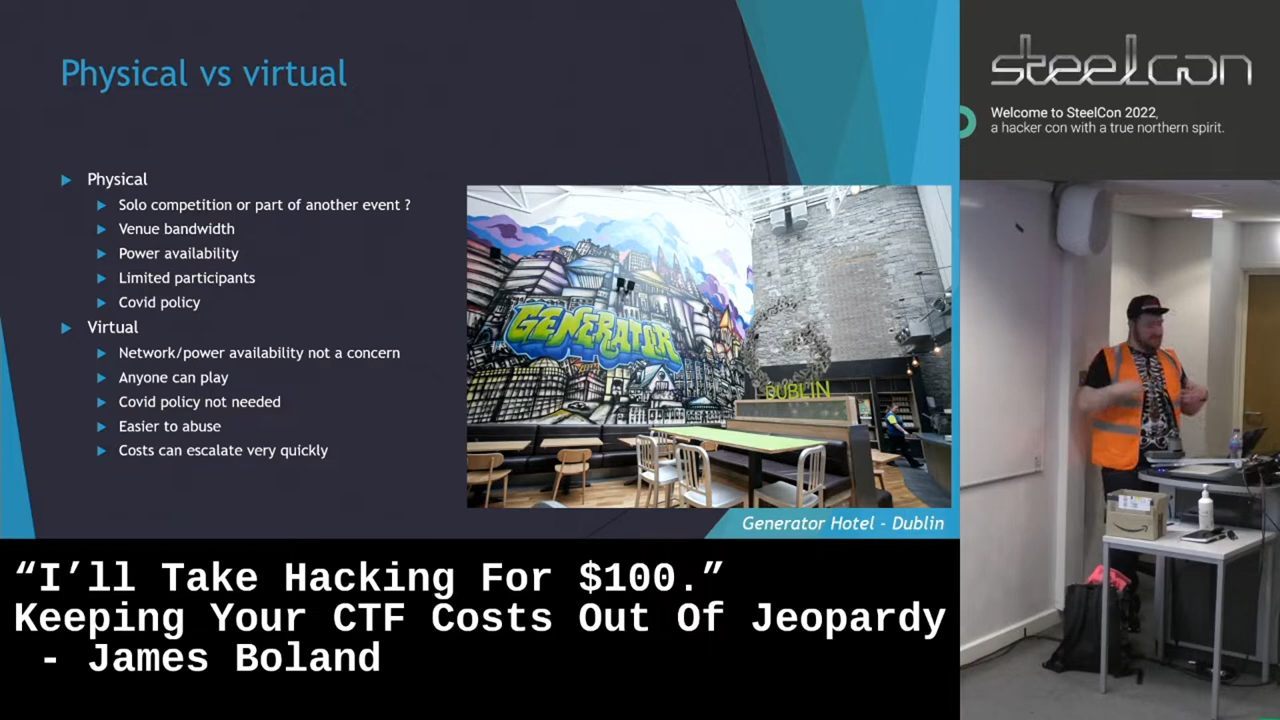 Physical vs virtual
Physical
Solo competition or part of another event ?
Venue bandwidth
Power availability
Limited participants
Covid policy
Virtual
Network/power availability not a concern
Anyone can play
Covid policy not needed
Easier to abuse
Costs can escalate very quickly
GENERATOR
DUBLIN
Generator Hotel - Dublin
steelcon
Welcome to SteelCon 2022,
a hacker con with a true northern spirit.
“I’ll Take Hacking For $100.”
Keeping Your CTF Costs Out Of Jeopardy
- James Boland